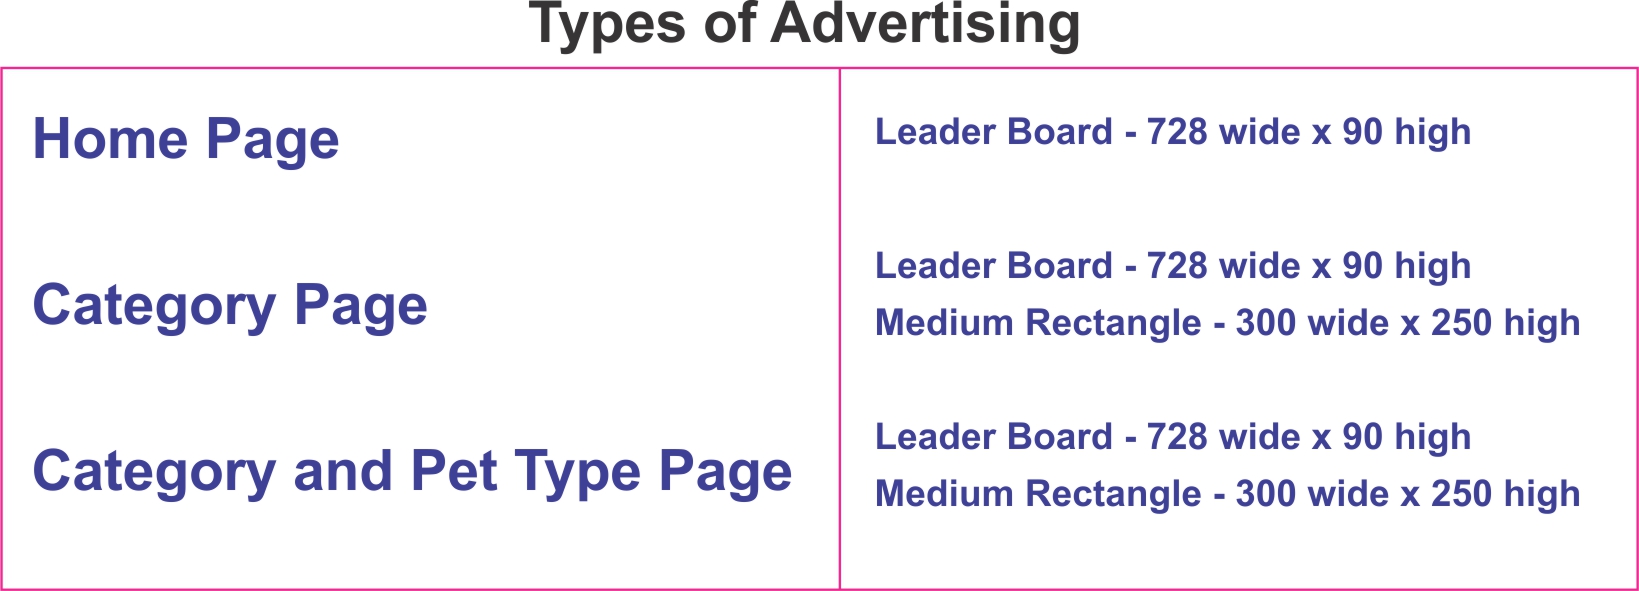 Types of Advertising
Home Page
Leader Board - 728 wide x 90 high
Category Page
Leader Board - 728 wide x 90 high
Medium Rectangle - 300 wide x 250 high
Category and Pet Type Page
Leader Board - 728 wide x 90 high
Medium Rectangle - 300 wide x 250 high